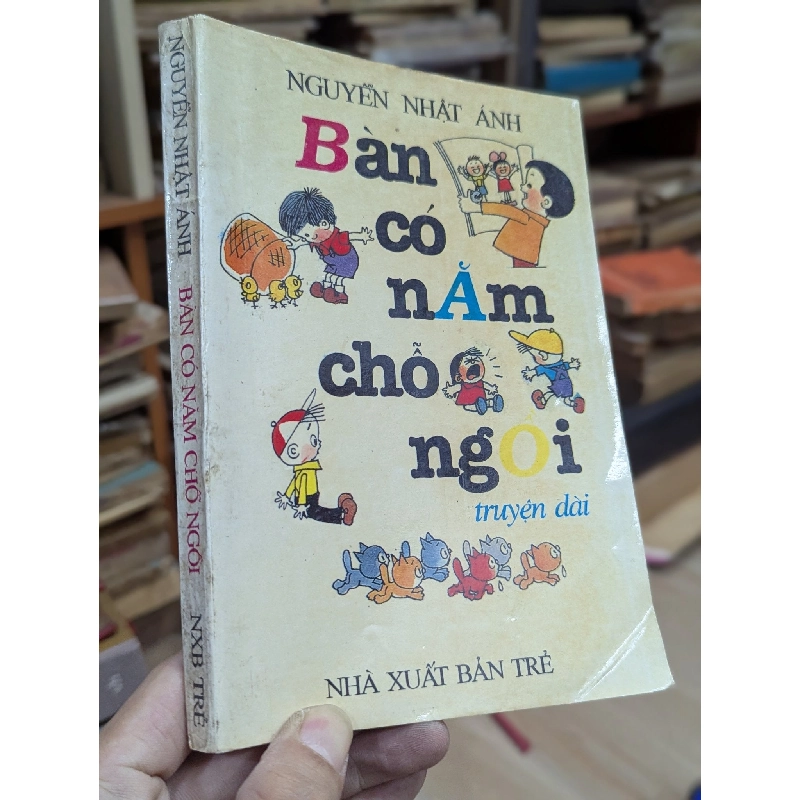 NGUYỄN NHẬT ÁNH
Bàn
có
nĂm
chỗ
ngồi
truyện dài
NHÀ XUẤT BẢN TRẺ
NGUYỄN NHẬT ÁNH BÀN CÓ NĂM CHỖ NGỒI NXB TRẺ